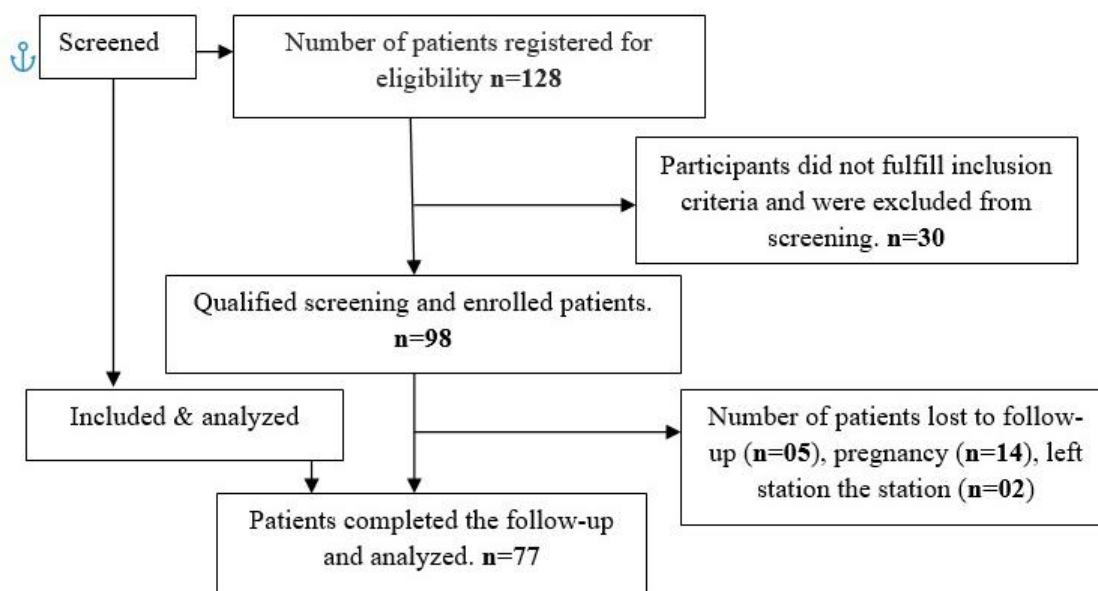 Screened
Number of patients registered for
eligibility n=128
Participants did not fulfill inclusion
criteria and were excluded from
screening. n=30
Qualified screening and enrolled patients.
n=98
Included & analyzed
Number of patients lost to follow-
up (n=05), pregnancy (n=14), left
station the station (n=02)
Patients completed the follow-up
and analyzed. n=77